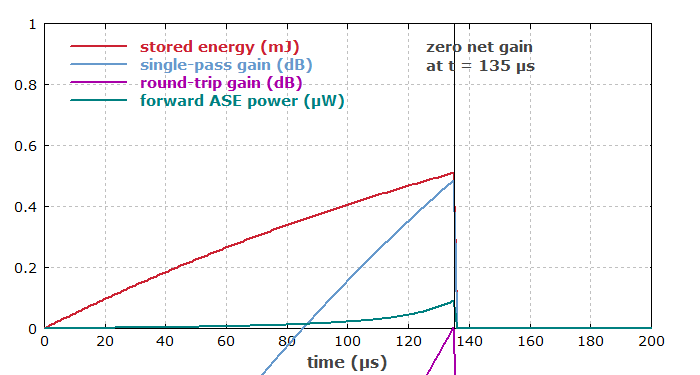 1
0.8
0.6
0.4
0.2
0
stored energy (mJ)
single-pass gain (dB)
round-trip gain (dB)
forward ASE power (µW)
zero net gain
at t = 135 µs
0 20 40 60 80 100 120 140 160 180 200
time (µs)